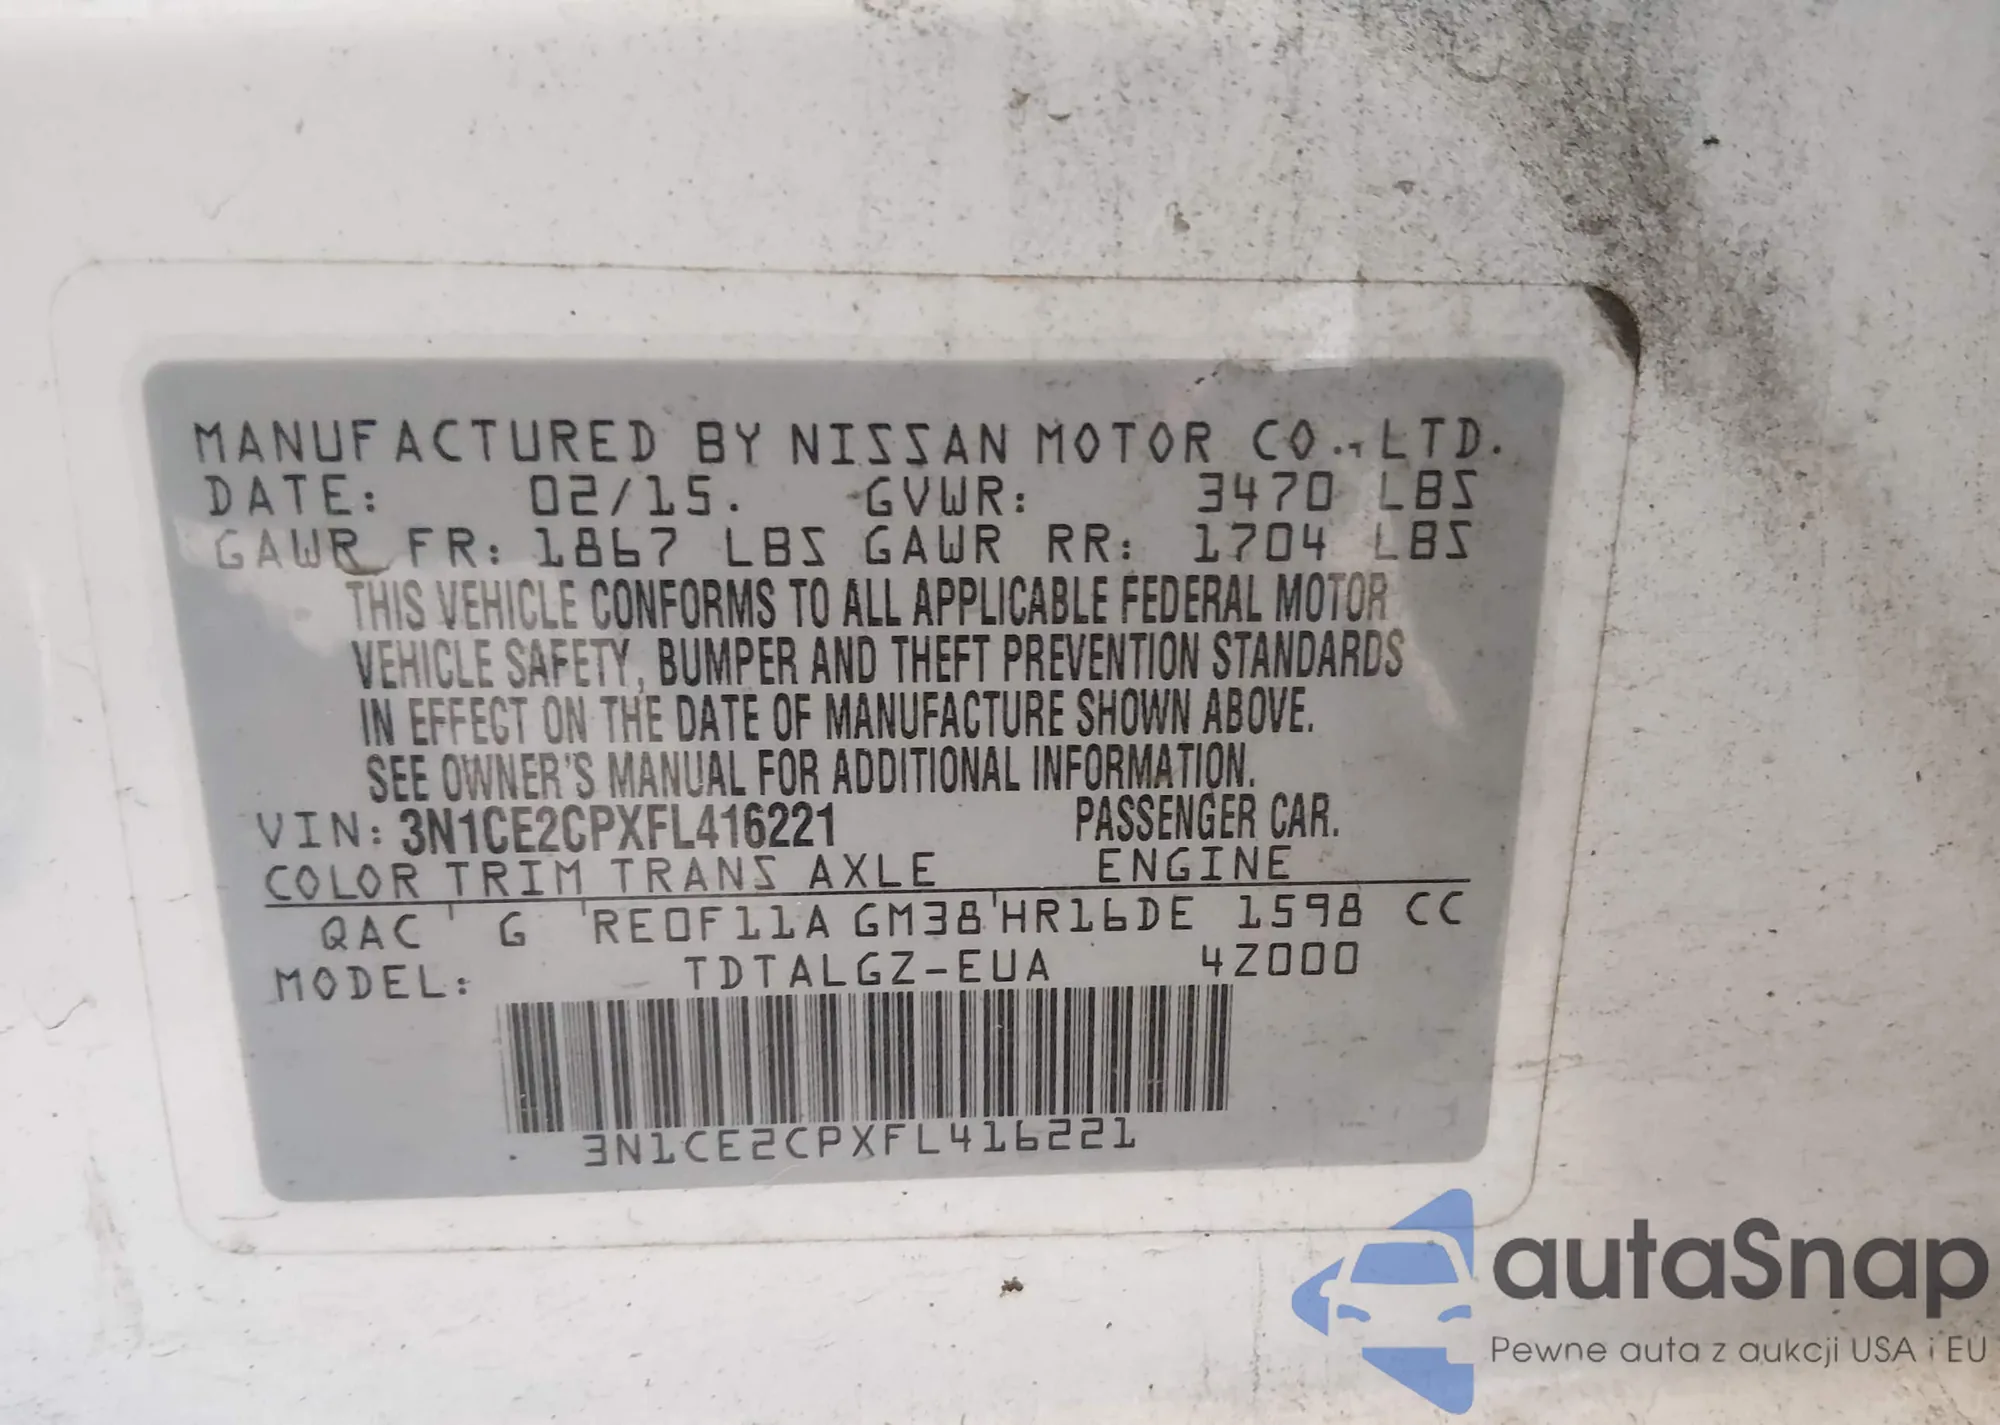 MANUFACTURED BY NISSAN MOTOR CO., LTD.
DATE: 02/15. GVWR: 3470 LBS
GAWR FR: 1867 LBS GAWR RR: 1704 LBS
THIS VEHICLE CONFORMS TO ALL APPLICABLE FEDERAL MOTOR
VEHICLE SAFETY, BUMPER AND THEFT PREVENTION STANDARDS
IN EFFECT ON THE DATE OF MANUFACTURE SHOWN ABOVE.
SEE OWNER'S MANUAL FOR ADDITIONAL INFORMATION.
VIN: 3N1CE2CPXFL416221 PASSENGER CAR.
COLOR TRIM TRANS AXLE ENGINE
QAC G RE0F11A GM38 HR16DE 1598 CC
MODEL: TDTALGZ-EUA 4Z000
3N1CE2CPXFL416221
autaSnap
Pewne auta z aukcji USA i EU